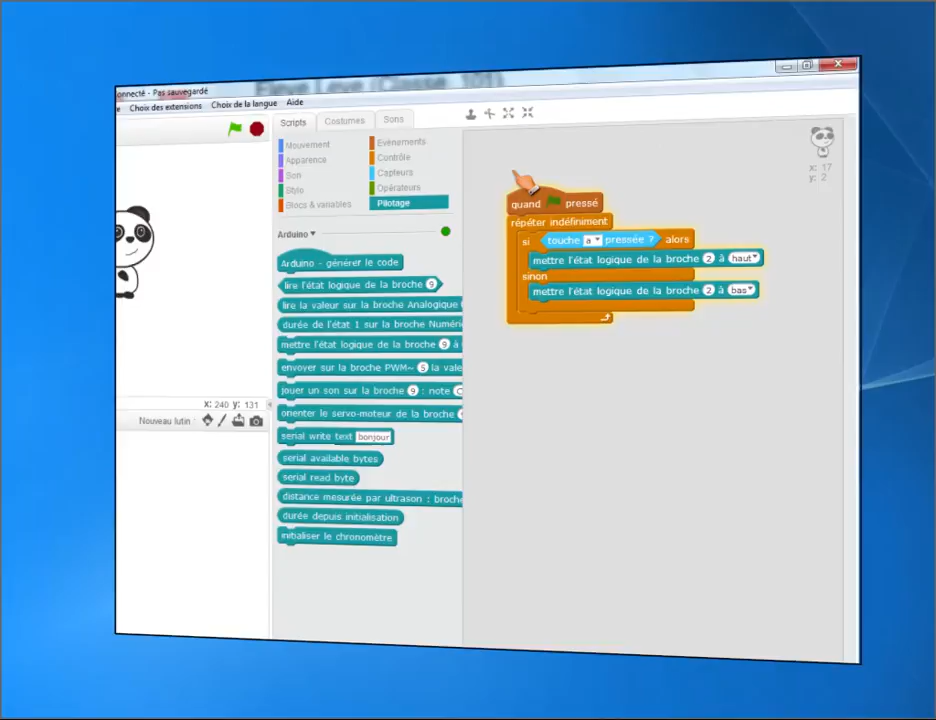 Elève Leve (Classe 101)
onnecté - Pas sauvegardé
e Choix des extensions Choix de la langue Aide
Scripts Costumes Sons
Mouvement Evènements
Apparence Contrôle
Son Capteurs
Stylo Opérateurs
Blocs & variables Pilotage
Arduino
Arduino - générer le code
lire l'état logique de la broche 9
lire la valeur sur la broche Analogique
durée de l'état 1 sur la broche Numéri
mettre l'état logique de la broche 9 à
envoyer sur la broche PWM~ 5 la vale
jouer un son sur la broche 9 : note C
orienter le servo-moteur de la broche
serial write text bonjour
serial available bytes
serial read byte
distance mesurée par ultrason : broche
durée depuis initialisation
initialiser le chronomètre
x: 240 y: 131
Nouveau lutin :
x: 17
y: 2
quand pressé
répéter indéfiniment
si touche a pressée ? alors
mettre l'état logique de la broche 2 à haut
sinon
mettre l'état logique de la broche 2 à bas